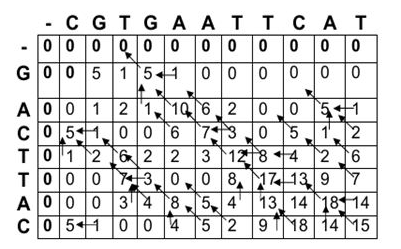 - C G T G A A T T C A T
- 0 0 0 0 0 0 0 0 0 0 0 0
G 0 0 5 1 5 1 0 0 0 0 0 0
A 0 0 1 2 1 10 6 2 0 0 5 1
C 0 5 1 0 0 6 7 3 0 5 1 2
T 0 1 2 6 2 2 3 12 8 4 2 6
T 0 0 0 7 3 0 0 8 17 13 9 7
A 0 0 0 3 4 8 5 4 13 14 18 14
C 0 5 1 0 0 4 5 2 9 18 14 15